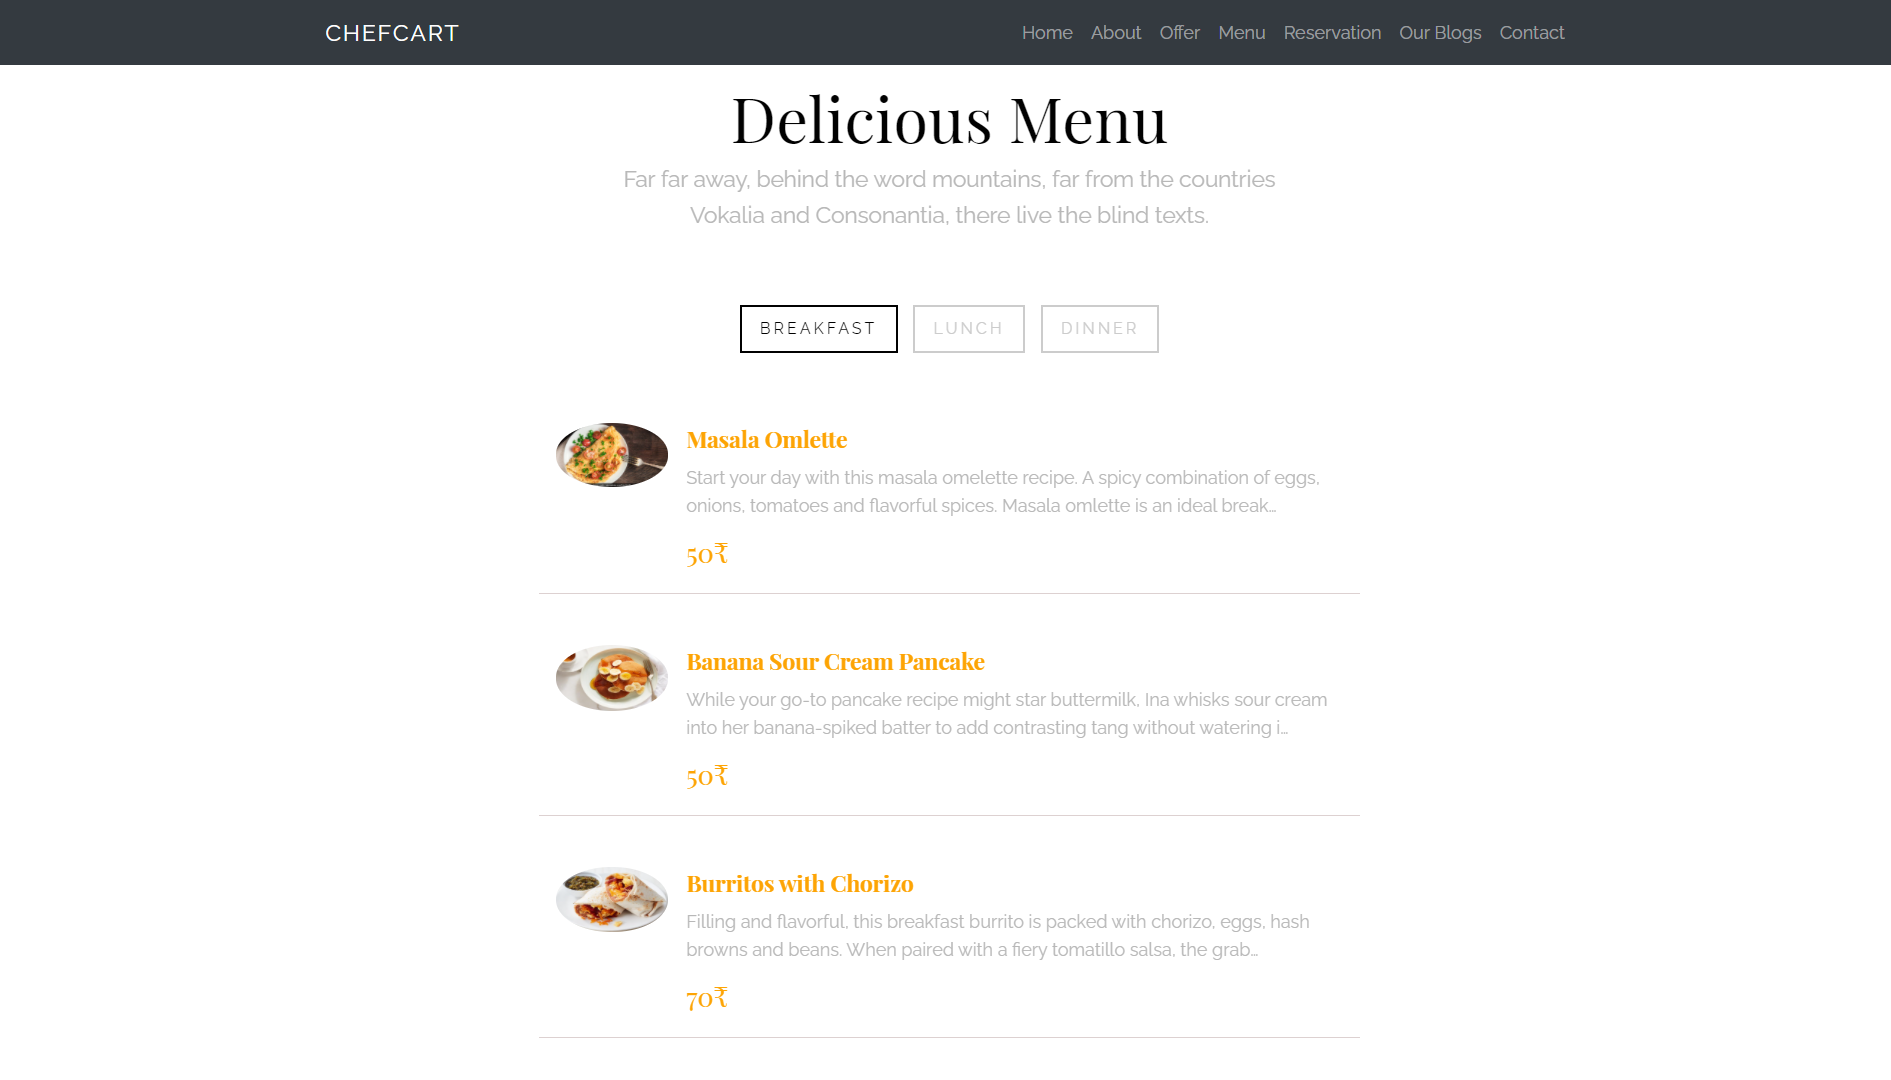 CHEFCART
Home About Offer Menu Reservation Our Blogs Contact
Delicious Menu
Far far away, behind the word mountains, far from the countries
Vokalia and Consonantia, there live the blind texts.
BREAKFAST LUNCH DINNER
Masala Omlette
Start your day with this masala omelette recipe. A spicy combination of eggs,
onions, tomatoes and flavorful spices. Masala omlette is an ideal break...
50₹
Banana Sour Cream Pancake
While your go-to pancake recipe might star buttermilk, Ina whisks sour cream
into her banana-spiked batter to add contrasting tang without watering i...
50₹
Burritos with Chorizo
Filling and flavorful, this breakfast burrito is packed with chorizo, eggs, hash
browns and beans. When paired with a fiery tomatillo salsa, the grab...
70₹